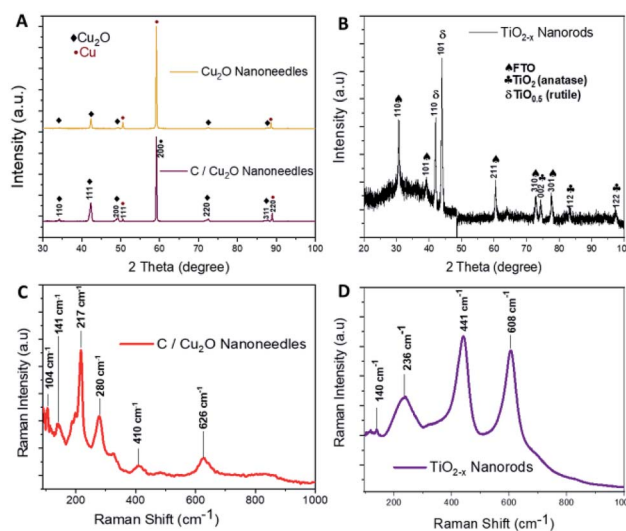 A
◆Cu₂O
•Cu
Cu₂O Nanoneedles
C / Cu₂O Nanoneedles
110◆
111◆
200◆
111•
200•
220◆
311◆
220•
Intensity (a.u.)
30 40 50 60 70 80 90 100
2 Theta (degree)
B
TiO₂₋ₓ Nanorods
♠FTO
♣TiO₂ (anatase)
δTiO₀.₅ (rutile)
110♠
101♠
110 δ
101 δ
211♠
310♠
002♣
301♠
112♣
122♣
Intensity (a.u.)
20 30 40 50 60 70 80 90 100
2 Theta (degree)
C
104 cm⁻¹
141 cm⁻¹
217 cm⁻¹
280 cm⁻¹
410 cm⁻¹
626 cm⁻¹
C / Cu₂O Nanoneedles
Raman Intensity (a.u)
200 400 600 800 1000
Raman Shift (cm⁻¹)
D
140 cm⁻¹
236 cm⁻¹
441 cm⁻¹
608 cm⁻¹
TiO₂₋ₓ Nanorods
Raman Intensity (a.u)
200 400 600 800 1000
Raman Shift (cm⁻¹)